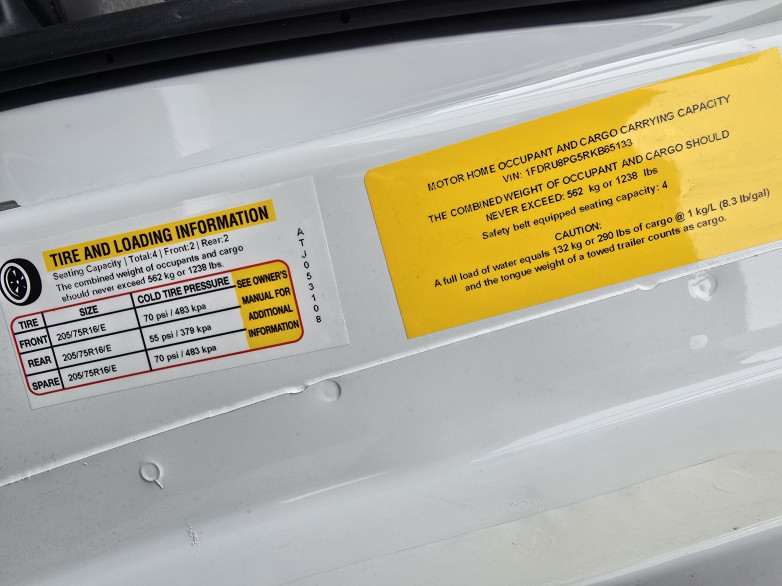 TIRE AND LOADING INFORMATION
Seating Capacity | Total:4 | Front:2 | Rear:2
The combined weight of occupants and cargo
should never exceed 562 kg or 1238 lbs.
TIRE SIZE COLD TIRE PRESSURE SEE OWNER'S MANUAL FOR ADDITIONAL INFORMATION
FRONT 205/75R16/E 70 psi / 483 kpa
REAR 205/75R16/E 55 psi / 379 kpa
SPARE 205/75R16/E 70 psi / 483 kpa
ATJ053108
MOTOR HOME OCCUPANT AND CARGO CARRYING CAPACITY
VIN: 1FDRU8PG5RKB65133
THE COMBINED WEIGHT OF OCCUPANT AND CARGO SHOULD
NEVER EXCEED: 562 kg or 1238 lbs
Safety belt equipped seating capacity: 4
CAUTION:
A full load of water equals 132 kg or 290 lbs of cargo @ 1 kg/L (8.3 lb/gal)
and the tongue weight of a towed trailer counts as cargo.